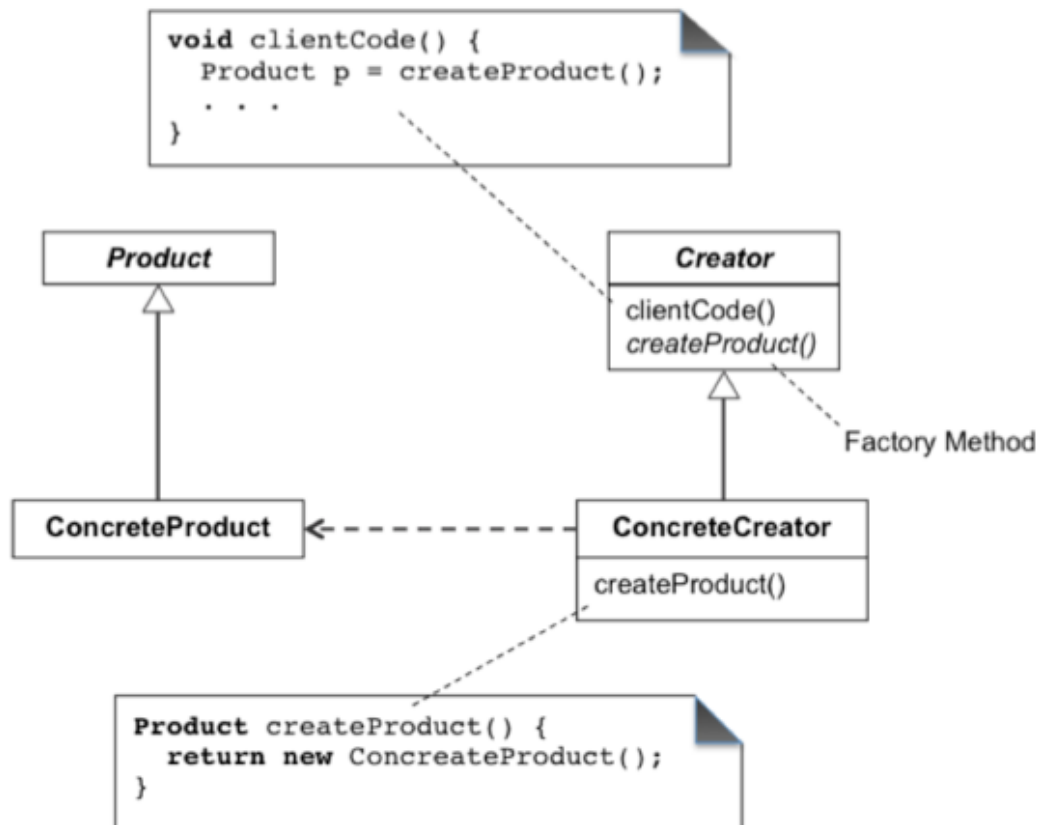 void clientCode() {
Product p = createProduct();
. . .
}
Product
Creator
clientCode()
createProduct()
Factory Method
ConcreteProduct
ConcreteCreator
createProduct()
Product createProduct() {
return new ConcreateProduct();
}